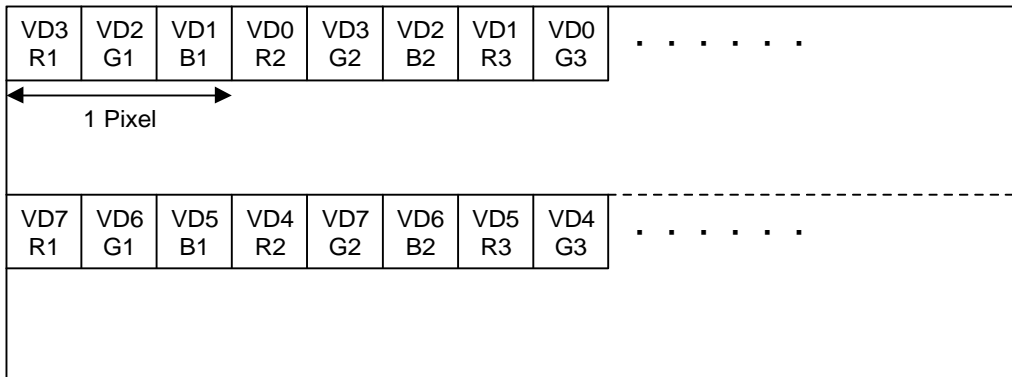 VD3 VD2 VD1 VD0 VD3 VD2 VD1 VD0
R1 G1 B1 R2 G2 B2 R3 G3 . . . . . .
1 Pixel
VD7 VD6 VD5 VD4 VD7 VD6 VD5 VD4
R1 G1 B1 R2 G2 B2 R3 G3 . . . . . .